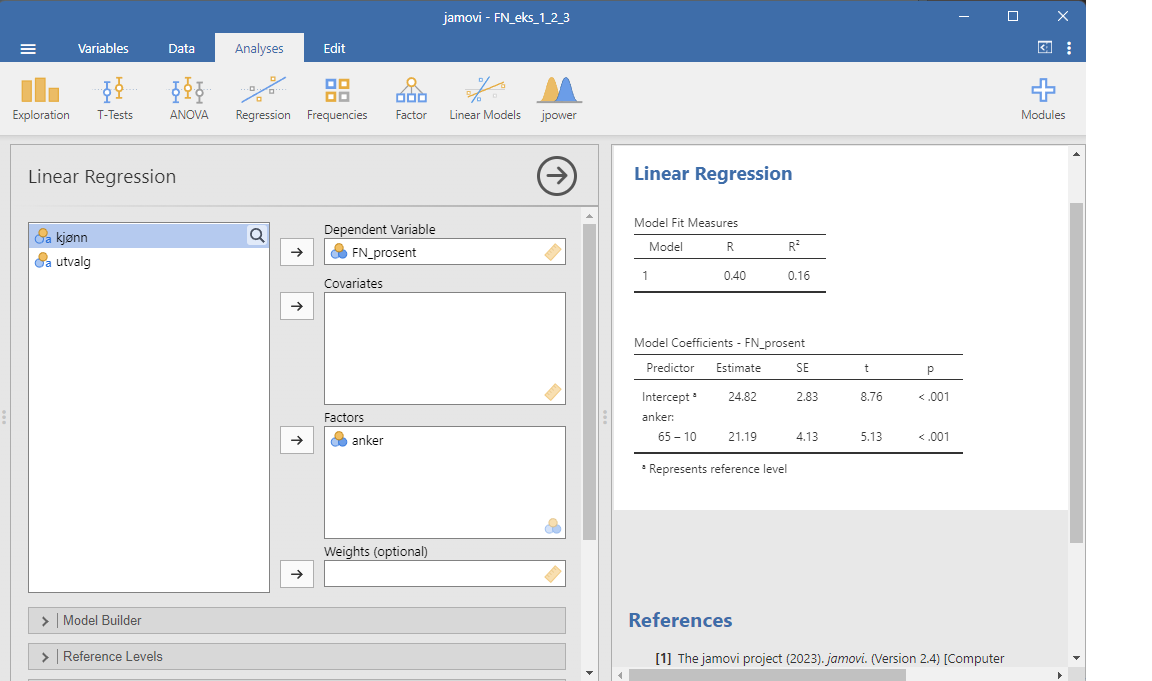 jamovi - FN_eks_1_2_3
Variables Data Analyses Edit
Exploration T-Tests ANOVA Regression Frequencies Factor Linear Models jpower Modules
Linear Regression
kjønn
utvalg
Dependent Variable
FN_prosent
Covariates
Factors
anker
Weights (optional)
Model Builder
Reference Levels
Linear Regression
Model Fit Measures
Model R R²
1 0.40 0.16
Model Coefficients - FN_prosent
Predictor Estimate SE t p
Intercept ᵃ 24.82 2.83 8.76 < .001
anker:
65 – 10 21.19 4.13 5.13 < .001
ᵃ Represents reference level
References
[1] The jamovi project (2023). jamovi. (Version 2.4) [Computer